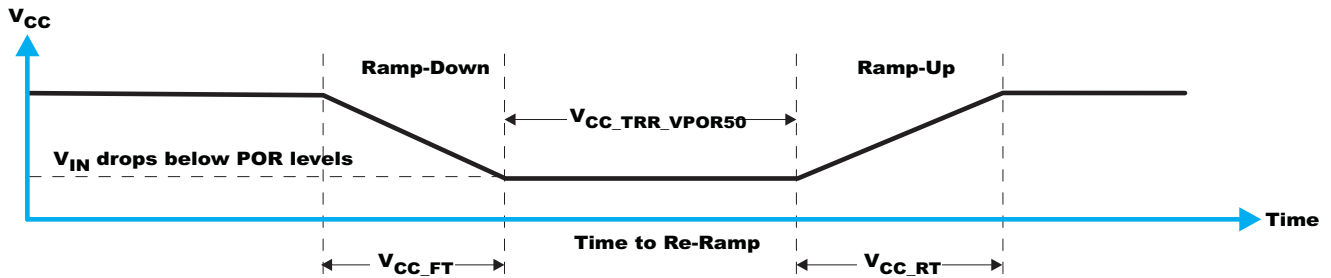 VCC
Ramp-Down
Ramp-Up
VCC_TRR_VPOR50
VIN drops below POR levels
Time
Time to Re-Ramp
VCC_FT
VCC_RT